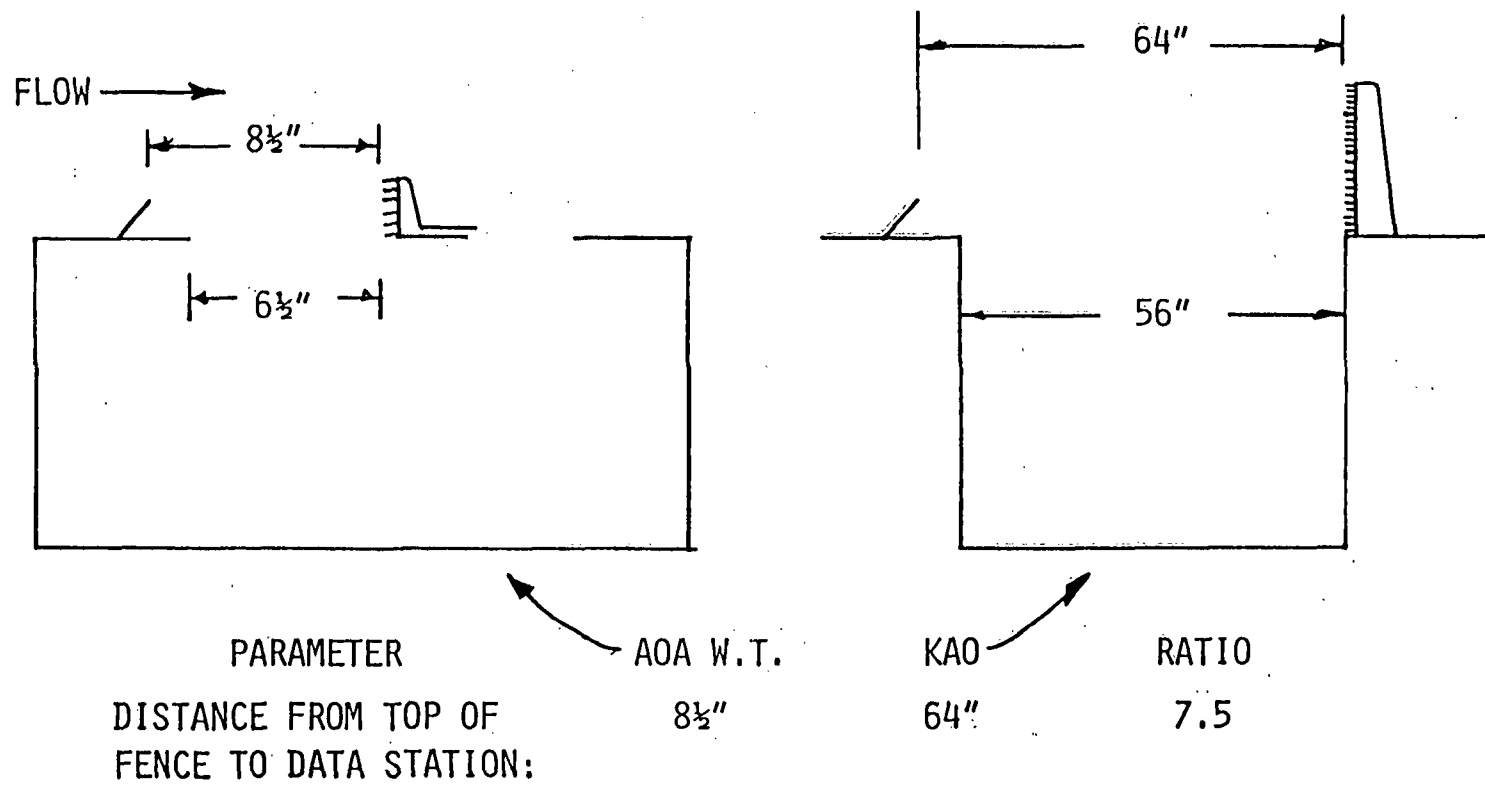 64"
FLOW
8½"
6½"
56"
PARAMETER AOA W.T. KAO RATIO
DISTANCE FROM TOP OF 8½" 64" 7.5
FENCE TO DATA STATION: